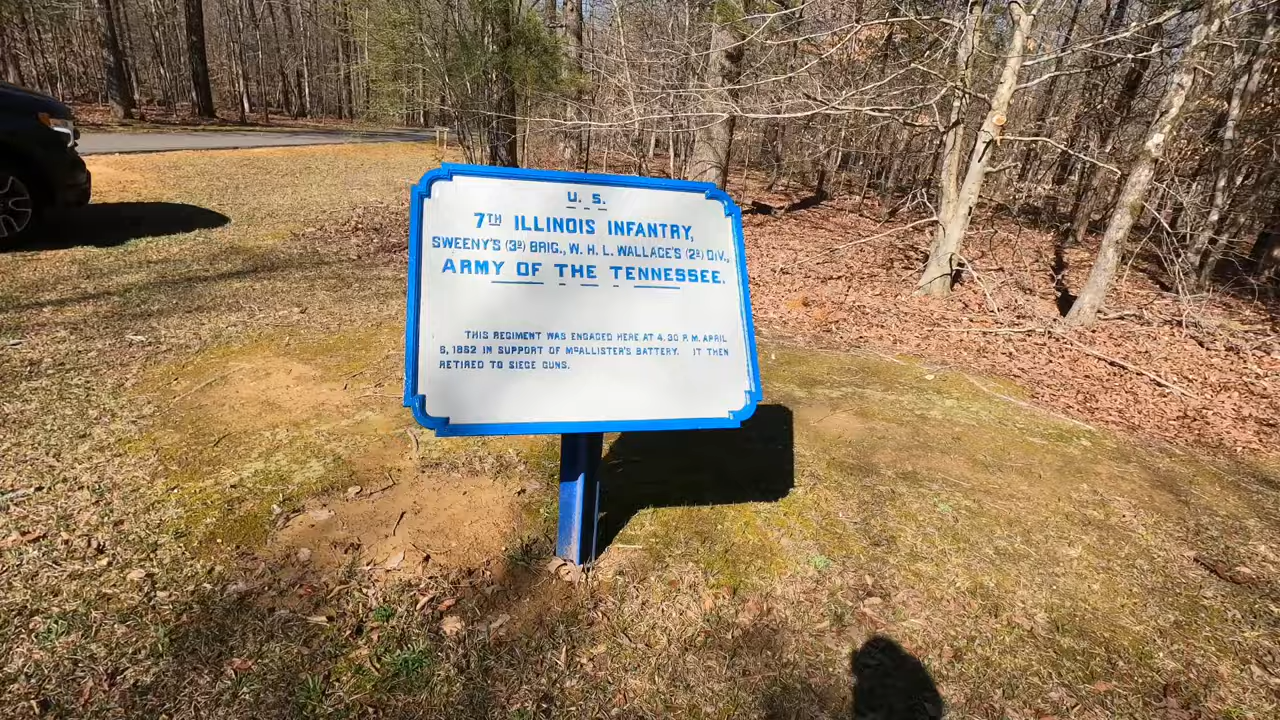 U. S.
7TH ILLINOIS INFANTRY,
SWEENY'S (3D) BRIG., W. H. L. WALLACE'S (2D) DIV.,
ARMY OF THE TENNESSEE.
THIS REGIMENT WAS ENGAGED HERE AT 4.30 P. M. APRIL
6, 1862 IN SUPPORT OF MCALLISTER'S BATTERY. IT THEN
RETIRED TO SIEGE GUNS.